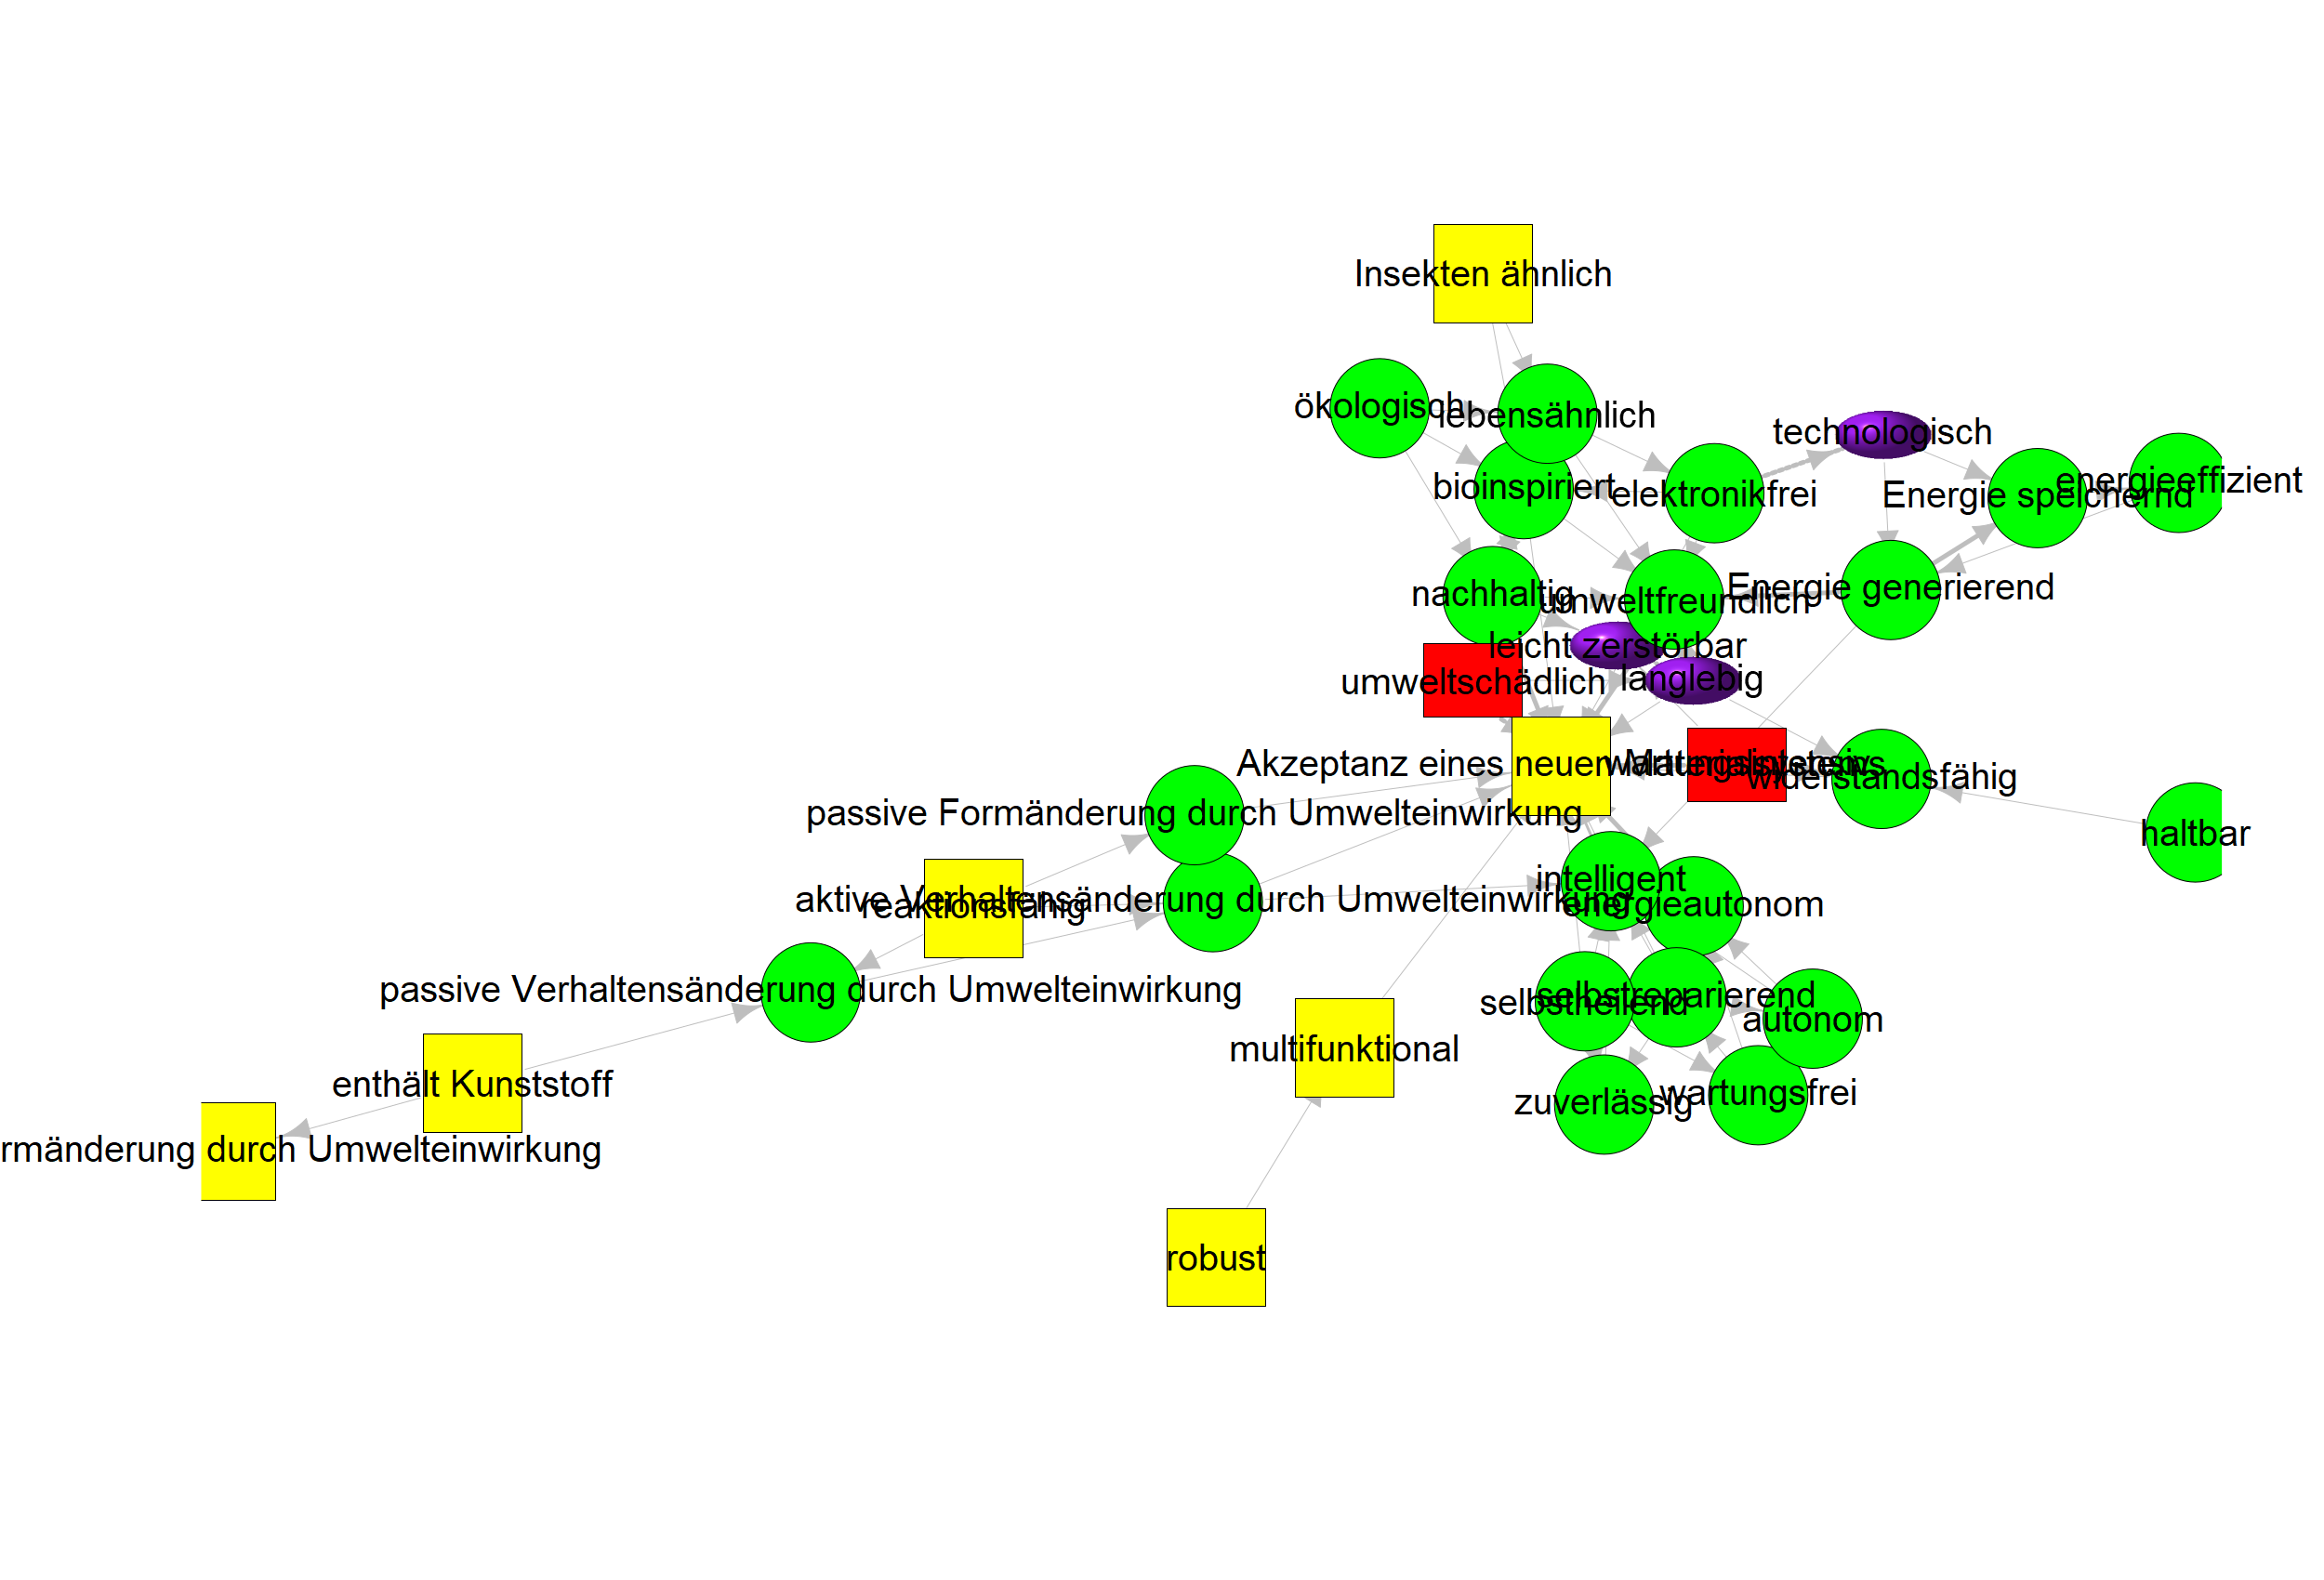 Insekten ähnlich
ökologisch
lebensähnlich
technologisch
bioinspiriert
elektronikfrei
Energie speichernd
energieeffizient
nachhaltig
umweltfreundlich
Energie generierend
leicht zerstörbar
umweltschädlich
langlebig
Akzeptanz eines neuen Materialsystems
wartungsintensiv
widerstandsfähig
passive Formänderung durch Umwelteinwirkung
haltbar
intelligent
aktive Verhaltensänderung durch Umwelteinwirkung
reaktionsfähig
energieautonom
passive Verhaltensänderung durch Umwelteinwirkung
selbstheilend
selbstreparierend
autonom
multifunktional
enthält Kunststoff
zuverlässig
wartungsfrei
rmänderung durch Umwelteinwirkung
robust